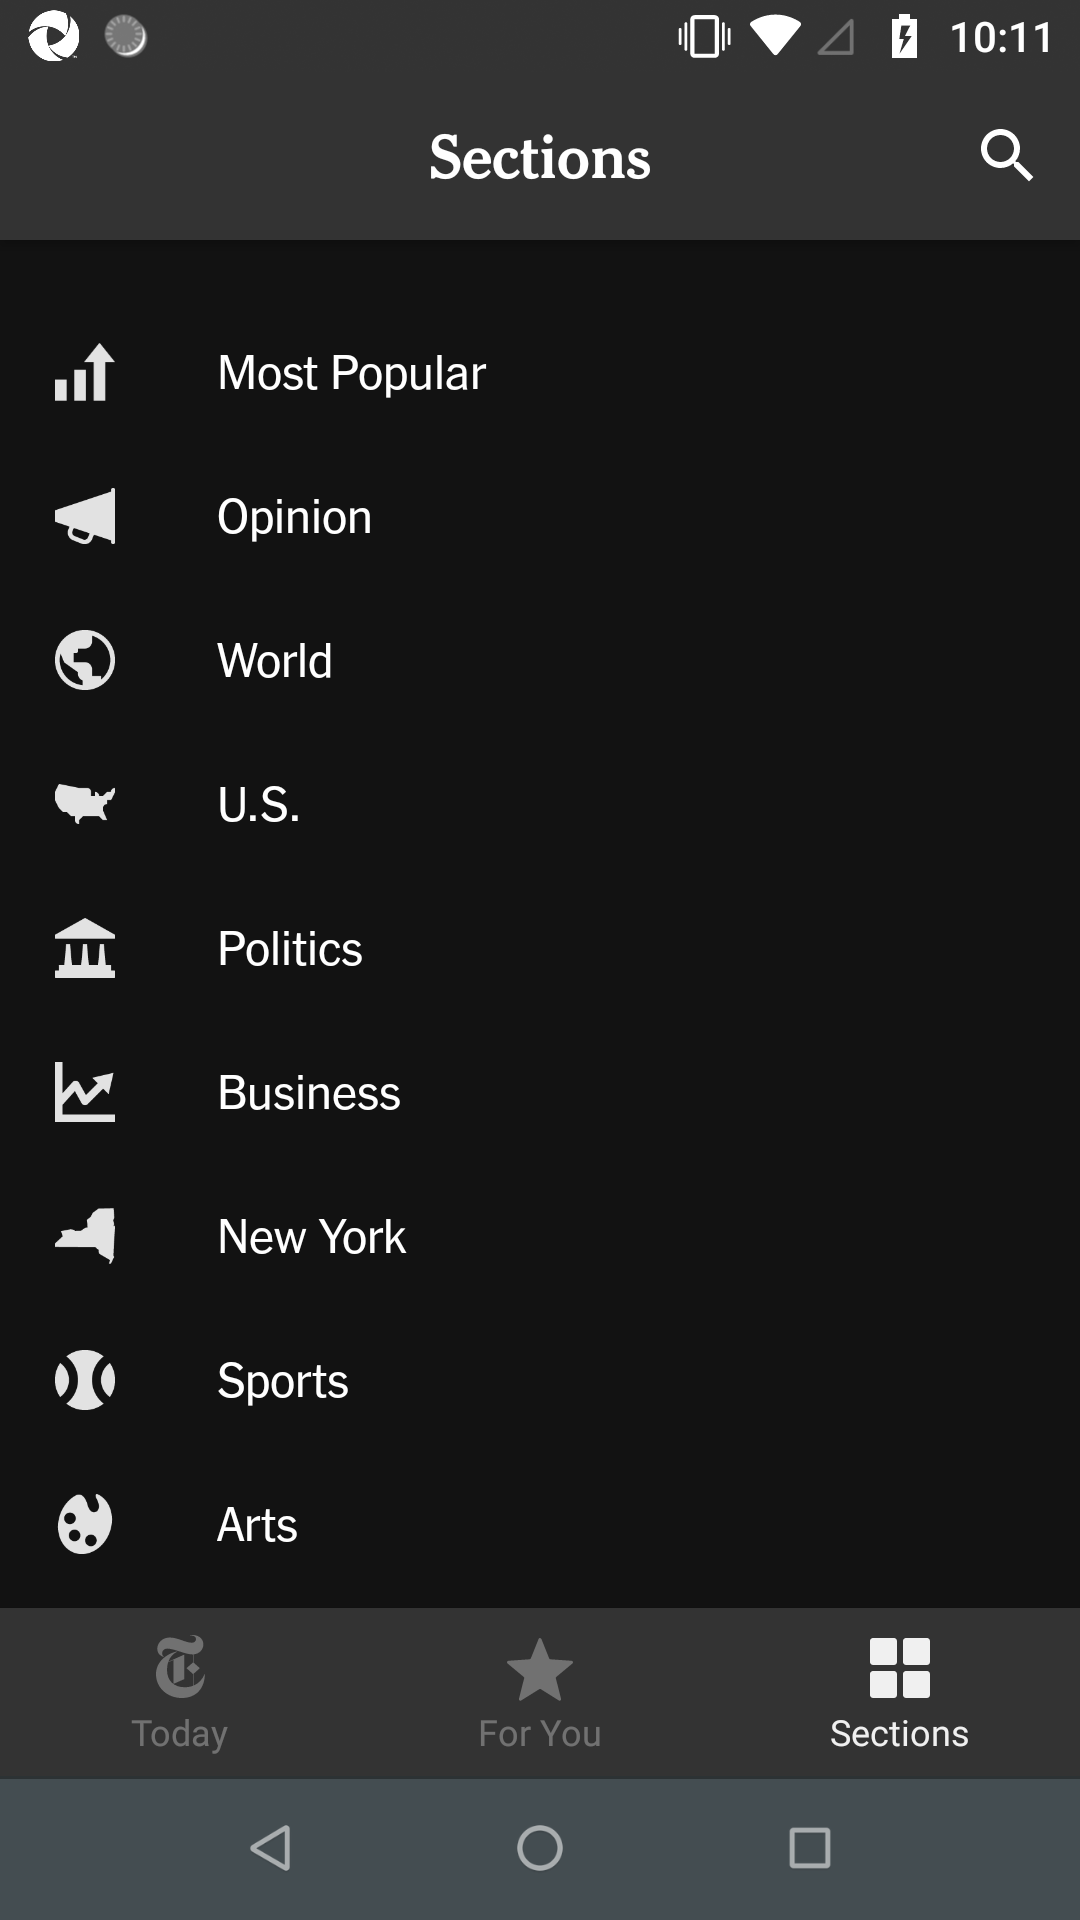 10:11
Sections
Most Popular
Opinion
World
U.S.
Politics
Business
New York
Sports
Arts
Today
For You
Sections